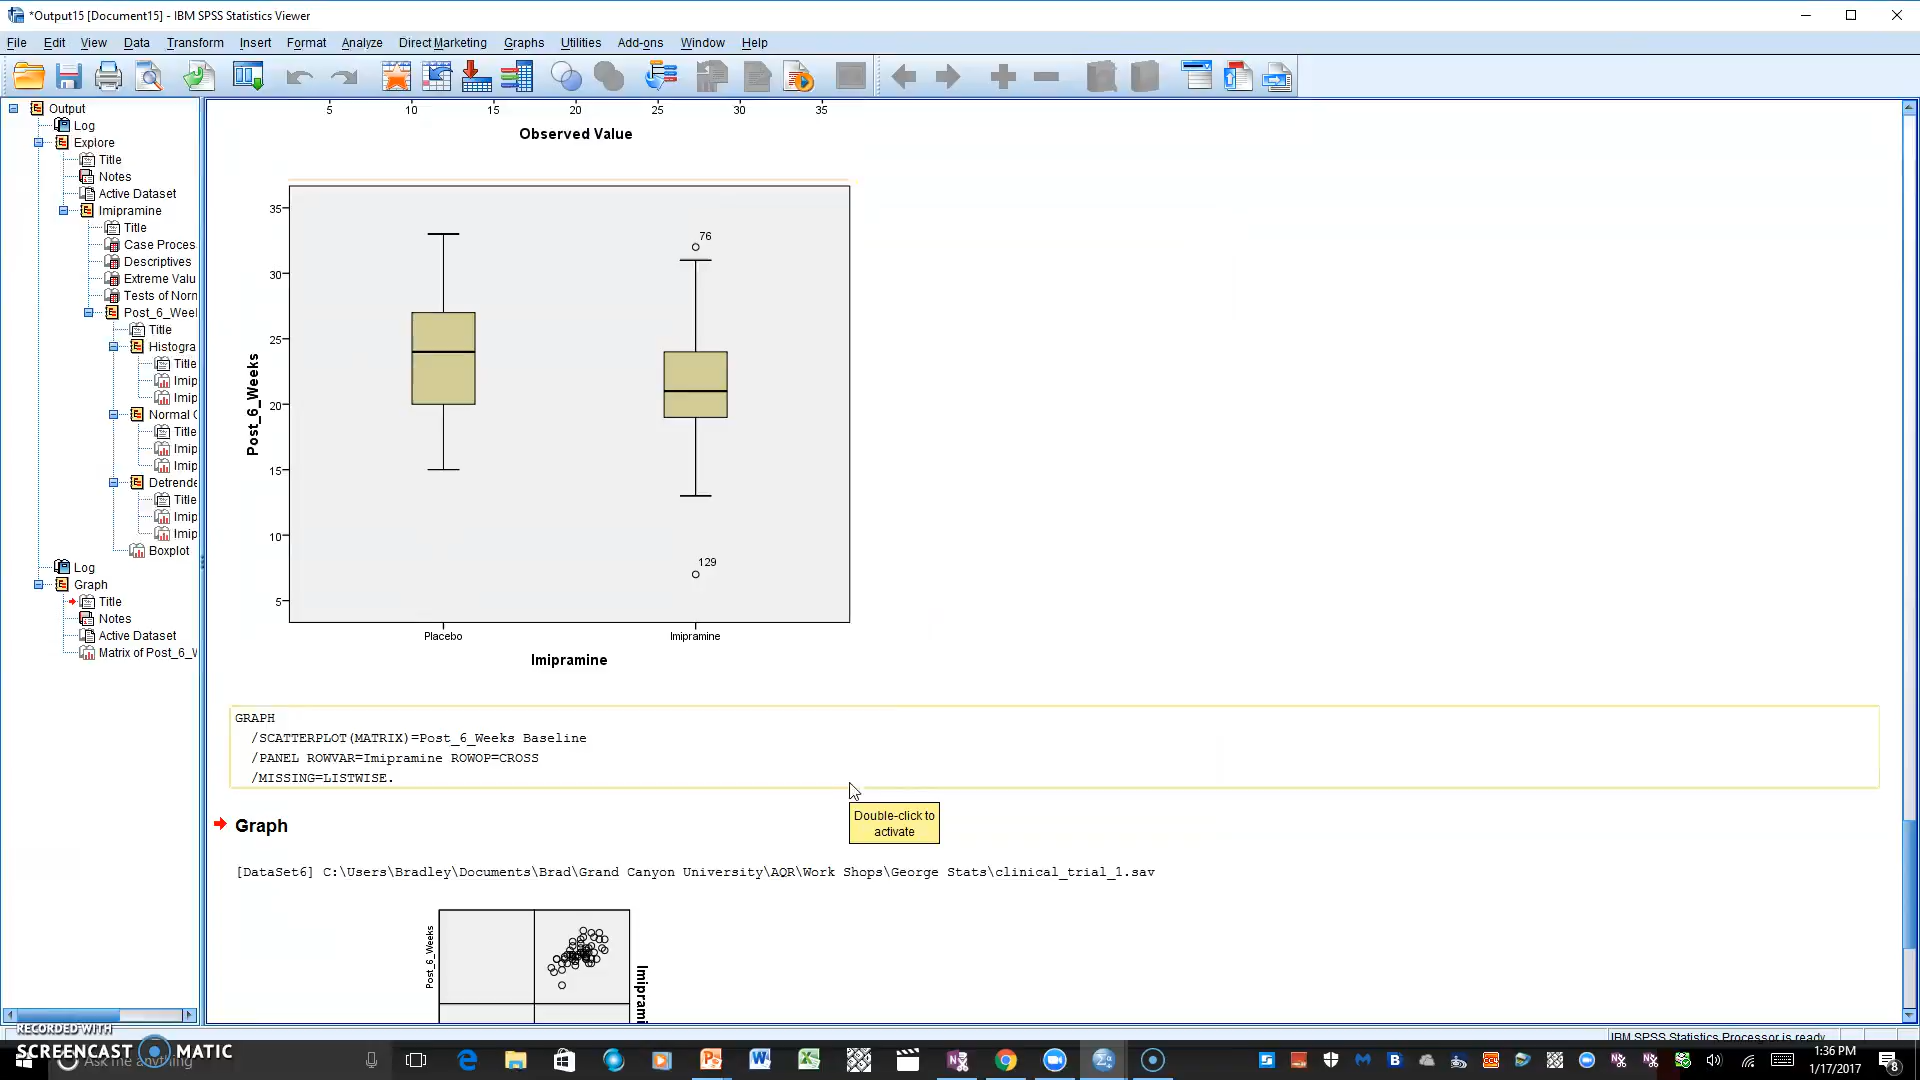 *Output15 [Document15] - IBM SPSS Statistics Viewer
File Edit View Data Transform Insert Format Analyze Direct Marketing Graphs Utilities Add-ons Window Help
Output
Log
Explore
Title
Notes
Active Dataset
Imipramine
Title
Case Proces
Descriptives
Extreme Valu
Tests of Norn
Post_6_Weel
Title
Histogra
Title
Imip
Imip
Normal
Title
Imip
Imip
Detrende
Title
Imip
Imip
Boxplot
Log
Graph
Title
Notes
Active Dataset
Matrix of Post_6_W
5 10 15 20 25 30 35
Observed Value
35
30
25
20
15
10
5
Post_6_Weeks
76
129
Placebo Imipramine
Imipramine
GRAPH
/SCATTERPLOT(MATRIX)=Post_6_Weeks Baseline
/PANEL ROWVAR=Imipramine ROWOP=CROSS
/MISSING=LISTWISE.
Double-click to
activate
Graph
[DataSet6] C:\Users\Bradley\Documents\Brad\Grand Canyon University\AQR\Work Shops\George Stats\clinical_trial_1.sav
Post_6_Weeks
Imiprami
IBM SPSS Statistics Processor is ready
RECORDED WITH
SCREENCAST MATIC
Ask me anything
1:36 PM
1/17/2017
8